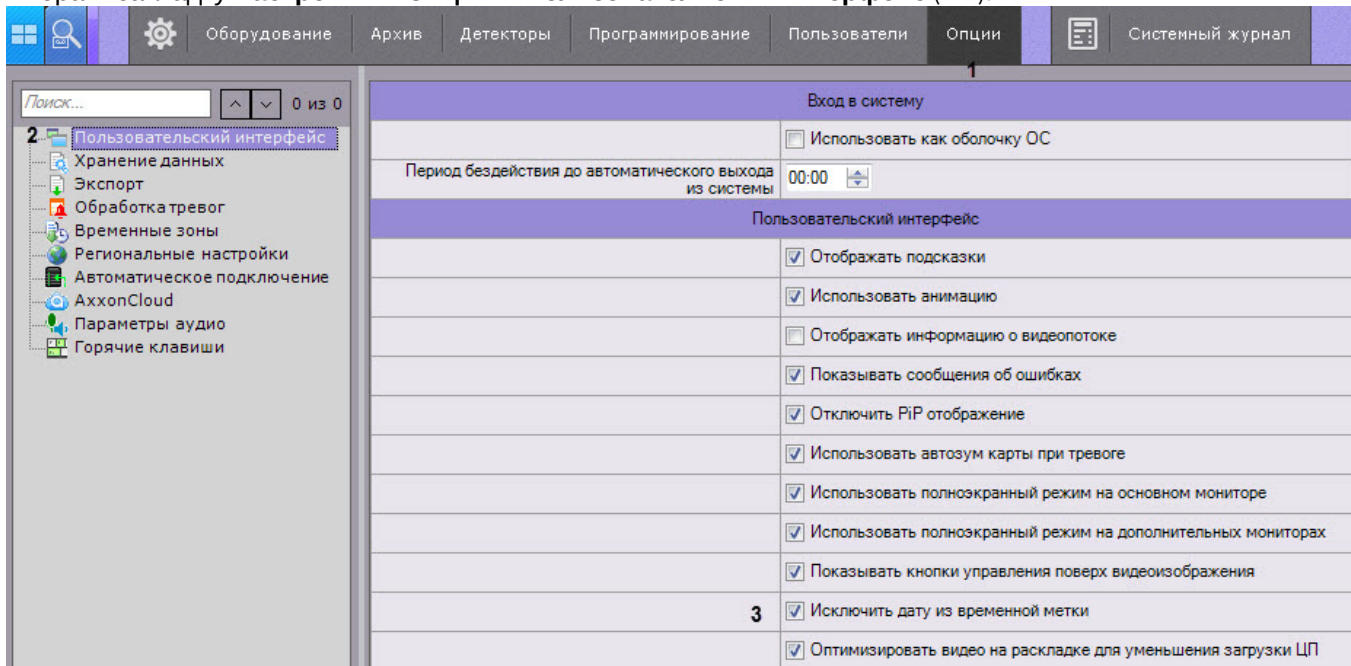 Оборудование Архив Детекторы Программирование Пользователи Опции Системный журнал
1
Поиск... 0 из 0
2 Пользовательский интерфейс
Хранение данных
Экспорт
Обработка тревог
Временные зоны
Региональные настройки
Автоматическое подключение
AxxonCloud
Параметры аудио
Горячие клавиши
Вход в систему
Использовать как оболочку ОС
Период бездействия до автоматического выхода
из системы
00:00
Пользовательский интерфейс
Отображать подсказки
Использовать анимацию
Отображать информацию о видеопотоке
Показывать сообщения об ошибках
Отключить PiP отображение
Использовать автозум карты при тревоге
Использовать полноэкранный режим на основном мониторе
Использовать полноэкранный режим на дополнительных мониторах
Показывать кнопки управления поверх видеоизображения
3 Исключить дату из временной метки
Оптимизировать видео на раскладке для уменьшения загрузки ЦП